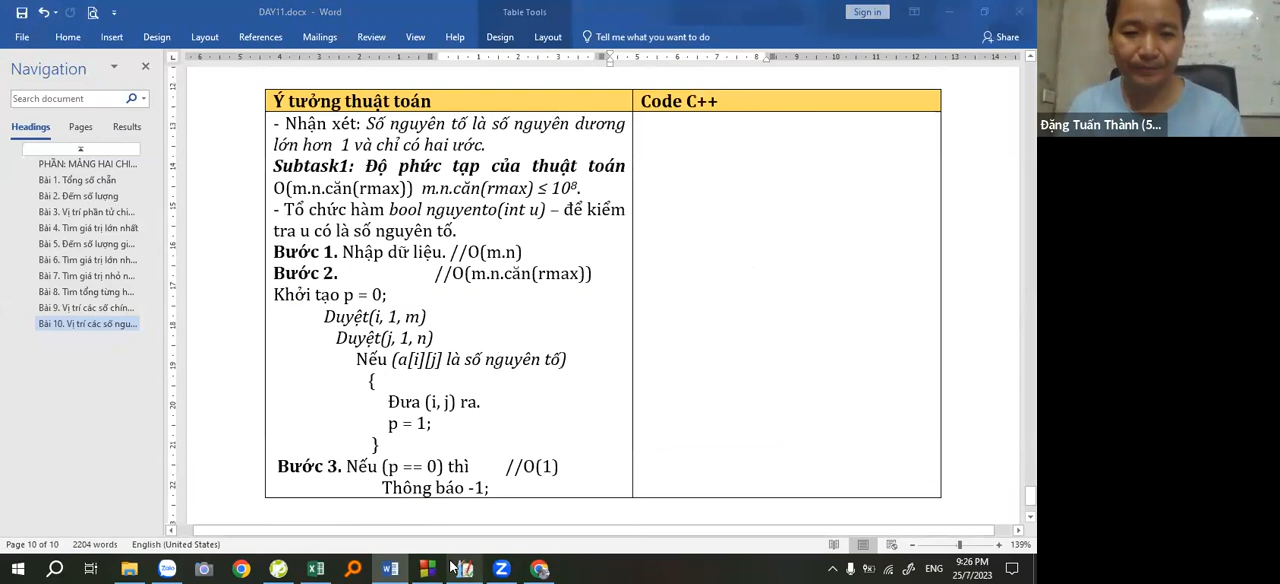 DAY11.docx - Word
Table Tools
Sign in
File Home Insert Design Layout References Mailings Review View Help Design Layout Tell me what you want to do Share
Navigation
Search document
Headings Pages Results
PHẦN: MẢNG HAI CHI...
Bài 1. Tổng số chẵn
Bài 2. Đếm số lượng
Bài 3. Vị trí phần tử chi...
Bài 4. Tìm giá trị lớn nhất
Bài 5. Đếm số lượng gi...
Bài 6. Tìm giá trị lớn nh...
Bài 7. Tìm giá trị nhỏ n...
Bài 8. Tìm tổng từng h...
Bài 9. Vị trí các số chín...
Bài 10. Vị trí các số ngu...
Ý tưởng thuật toán
Code C++
- Nhận xét: Số nguyên tố là số nguyên dương
lớn hơn 1 và chỉ có hai ước.
Subtask1: Độ phức tạp của thuật toán
O(m.n.căn(rmax)) m.n.căn(rmax) ≤ 10⁸.
- Tổ chức hàm bool nguyento(int u) – để kiểm
tra u có là số nguyên tố.
Bước 1. Nhập dữ liệu. //O(m.n)
Bước 2. //O(m.n.căn(rmax))
Khởi tạo p = 0;
Duyệt(i, 1, m)
Duyệt(j, 1, n)
Nếu (a[i][j] là số nguyên tố)
{
Đưa (i, j) ra.
p = 1;
}
Bước 3. Nếu (p == 0) thì //O(1)
Thông báo -1;
Đặng Tuấn Thành (5...
Page 10 of 10 2204 words English (United States)
139%
ENG
9:26 PM
25/7/2023